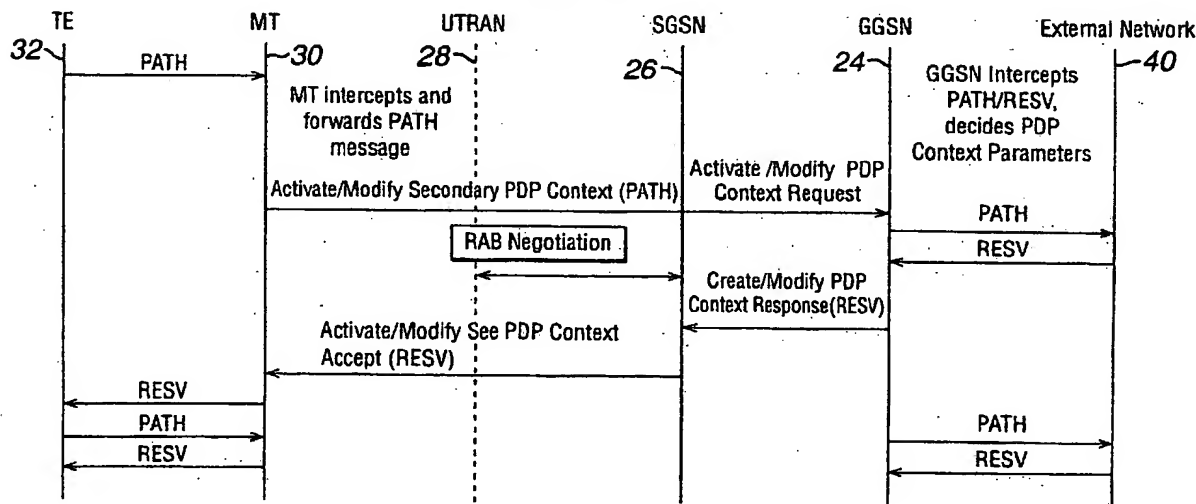 TE
MT
UTRAN
SGSN
GGSN
External Network
32
30
28
26
24
40
PATH
MT intercepts and
forwards PATH
message
GGSN Intercepts
PATH/RESV,
decides PDP
Context Parameters
Activate/Modify Secondary PDP Context (PATH)
Activate /Modify PDP
Context Request
PATH
RAB Negotiation
RESV
Create/Modify PDP
Context Response(RESV)
Activate/Modify See PDP Context
Accept (RESV)
RESV
PATH
PATH
RESV
RESV